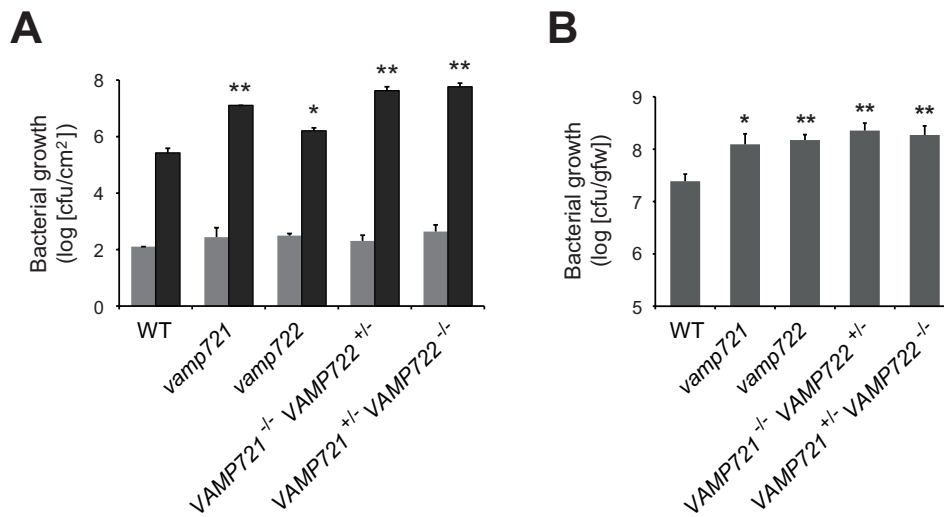 A
Bacterial growth
(log [cfu/cm²])
8
6
4
2
0
**
*
**
**
WT
vamp721
vamp722
VAMP721 -/- VAMP722 +/-
VAMP721 +/- VAMP722 -/-
B
Bacterial growth
(log [cfu/gfw])
9
8
7
6
5
*
**
**
**
WT
vamp721
vamp722
VAMP721 -/- VAMP722 +/-
VAMP721 +/- VAMP722 -/-